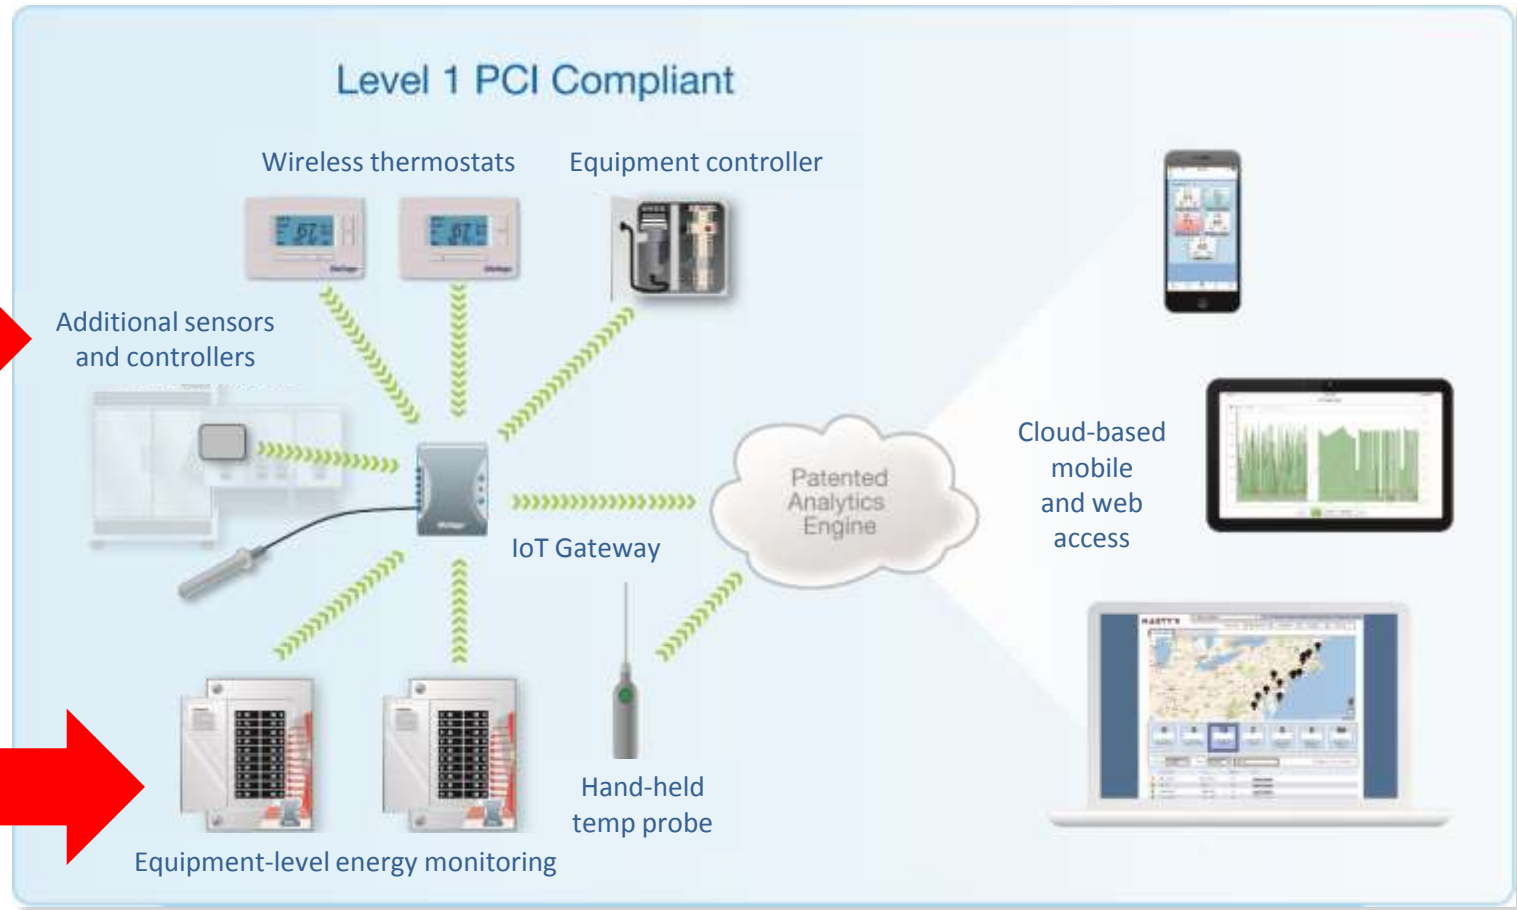 Level 1 PCI Compliant
Wireless thermostats
Equipment controller
Additional sensors
and controllers
Patented
Analytics
Engine
Cloud-based
mobile
and web
access
IoT Gateway
Hand-held
temp probe
Equipment-level energy monitoring